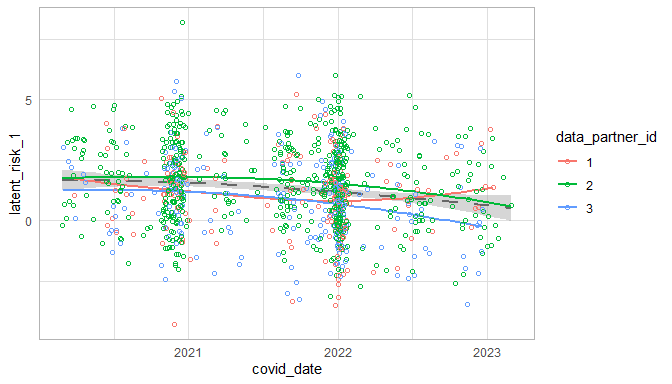 latent_risk_1
5
0
2021
2022
2023
covid_date
data_partner_id
1
2
3